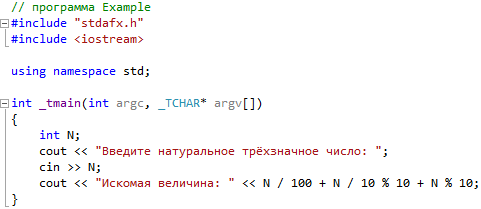 // программа Example
#include "stdafx.h"
#include <iostream>
using namespace std;
int _tmain(int argc, _TCHAR* argv[])
{
int N;
cout << "Введите натуральное трёхзначное число: ";
cin >> N;
cout << "Искомая величина: " << N / 100 + N / 10 % 10 + N % 10;
}